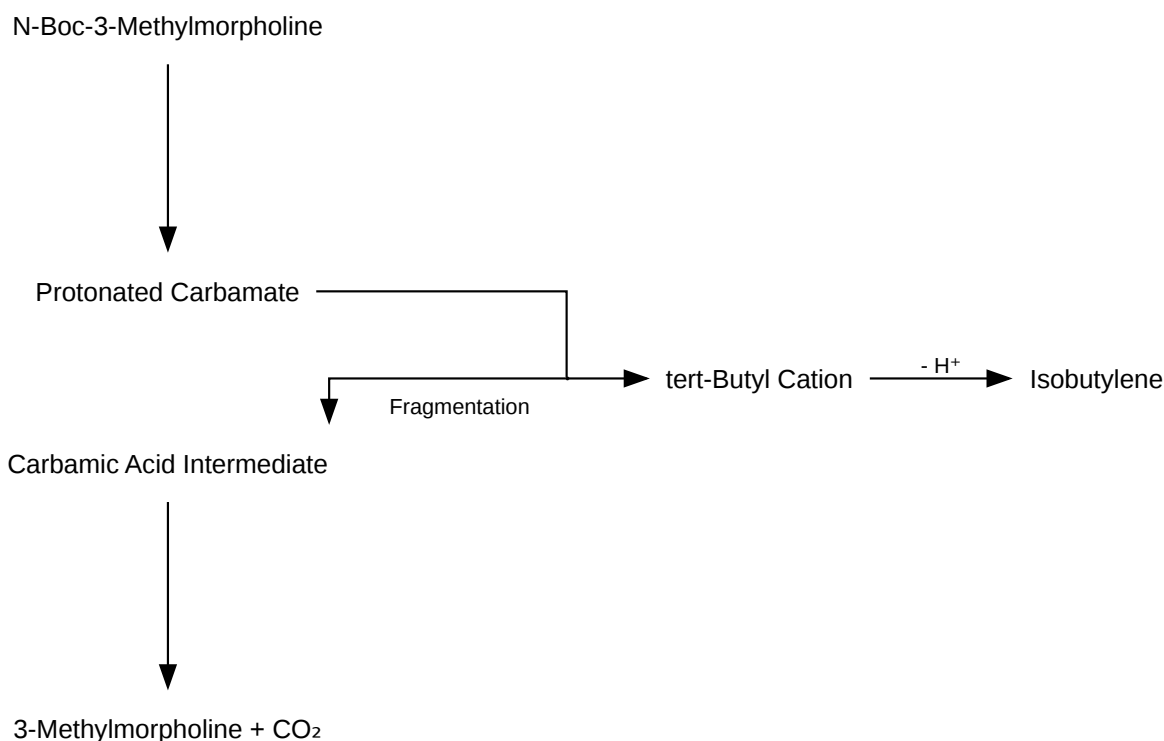 N-Boc-3-Methylmorpholine
Protonated Carbamate
- H⁺
tert-Butyl Cation
Isobutylene
Fragmentation
Carbamic Acid Intermediate
3-Methylmorpholine + CO₂